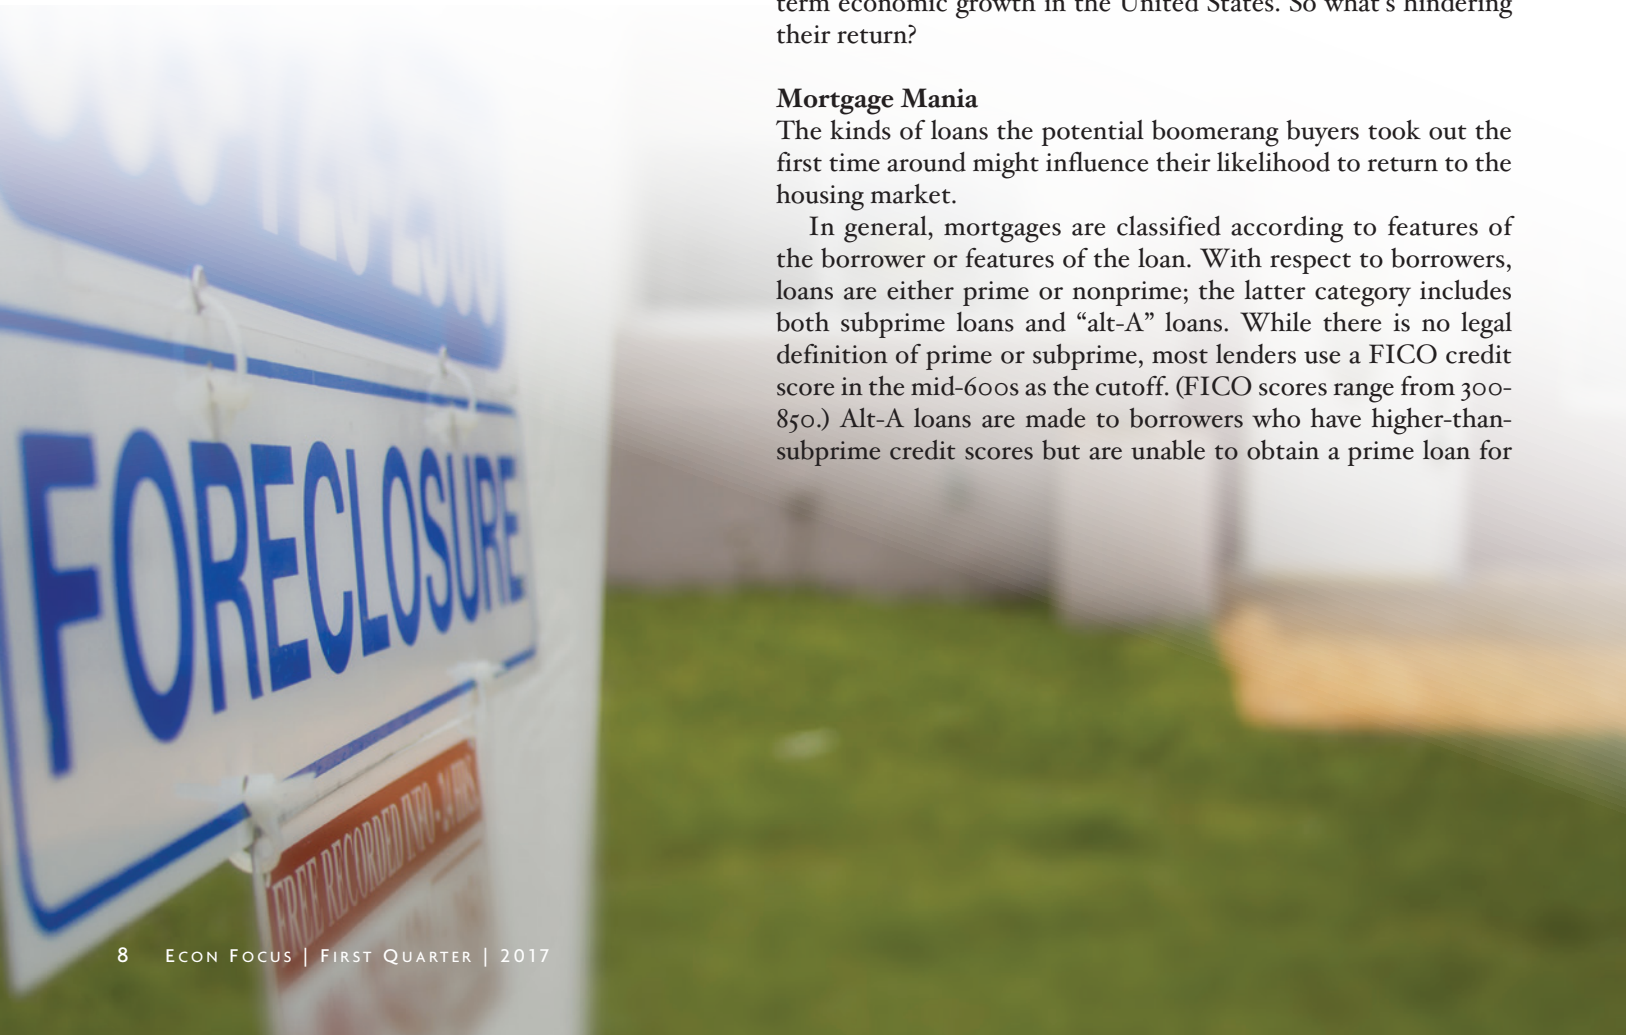 term economic growth in the United States. So what's hindering
their return?
Mortgage Mania
The kinds of loans the potential boomerang buyers took out the
first time around might influence their likelihood to return to the
housing market.
In general, mortgages are classified according to features of
the borrower or features of the loan. With respect to borrowers,
loans are either prime or nonprime; the latter category includes
both subprime loans and “alt-A” loans. While there is no legal
definition of prime or subprime, most lenders use a FICO credit
score in the mid-600s as the cutoff. (FICO scores range from 300-
850.) Alt-A loans are made to borrowers who have higher-than-
subprime credit scores but are unable to obtain a prime loan for
FORECLOSURE
FREE RECORDED INFO - 24 HRS.
8 Econ Focus | First Quarter | 2017